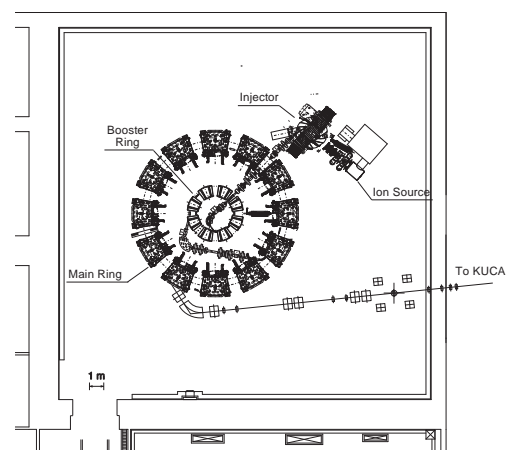 Injector
Booster
Ring
Ion Source
Main Ring
To KUCA
1 m